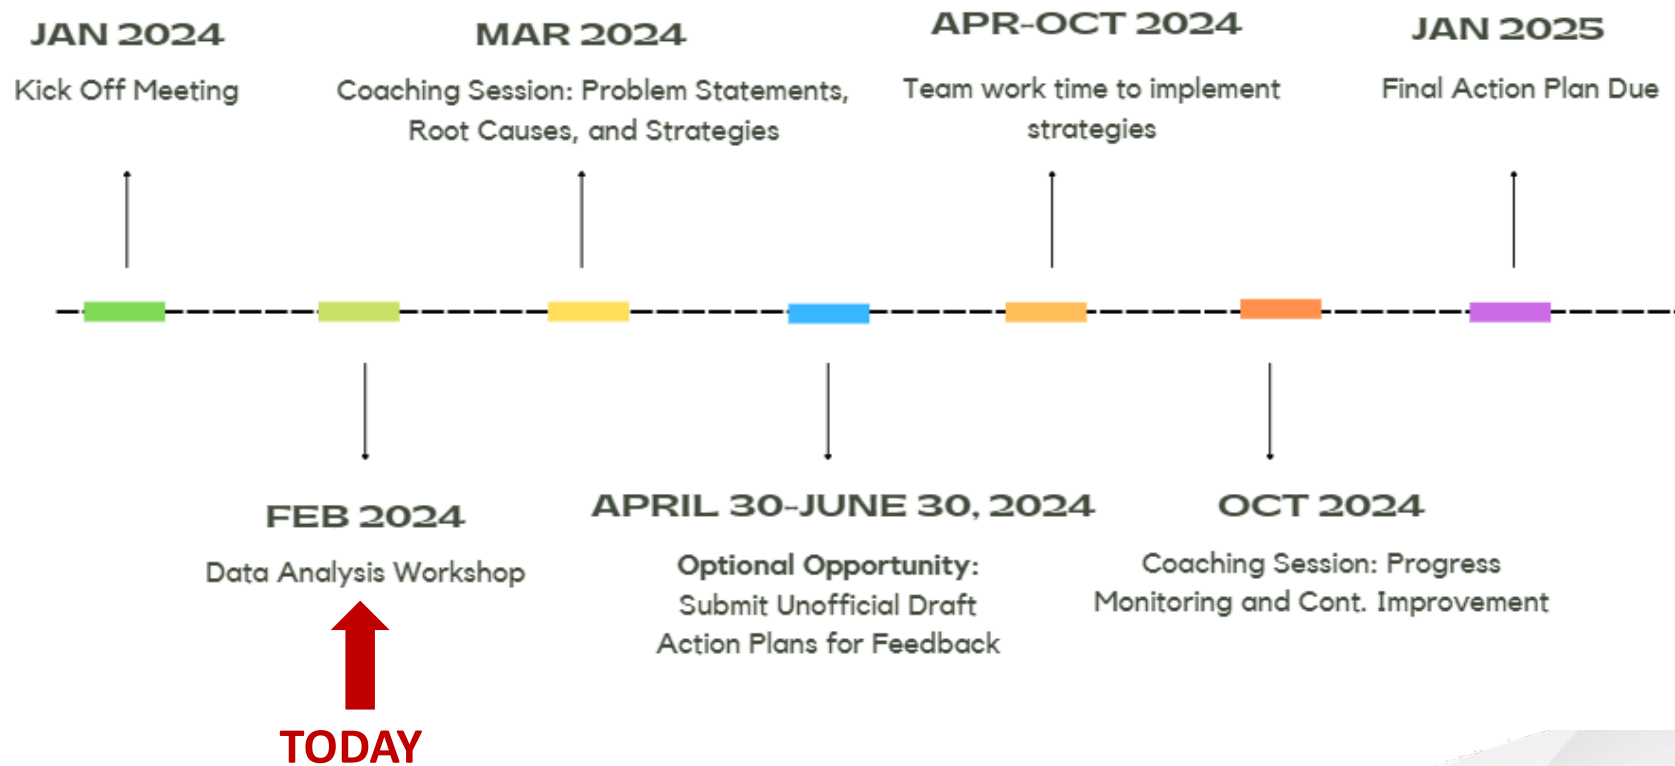 JAN 2024
Kick Off Meeting
MAR 2024
Coaching Session: Problem Statements,
Root Causes, and Strategies
APR-OCT 2024
Team work time to implement
strategies
JAN 2025
Final Action Plan Due
FEB 2024
Data Analysis Workshop
TODAY
APRIL 30-JUNE 30, 2024
Optional Opportunity:
Submit Unofficial Draft
Action Plans for Feedback
OCT 2024
Coaching Session: Progress
Monitoring and Cont. Improvement